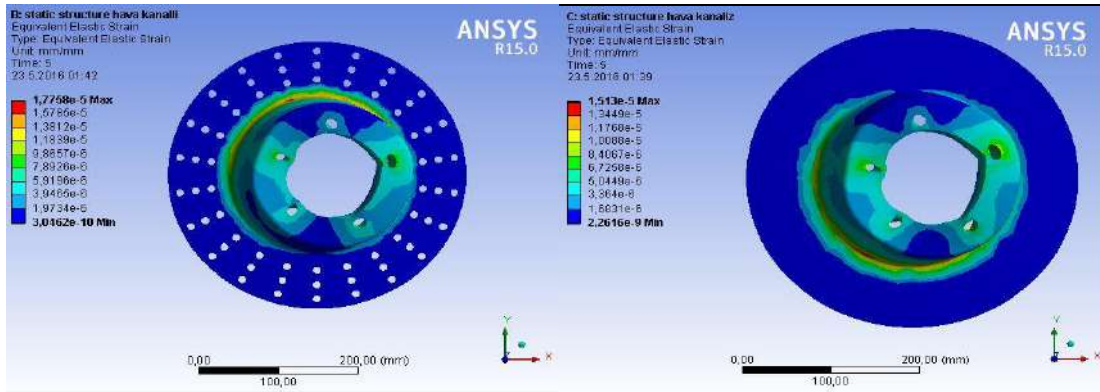 B: static structure hava kanalli
Equivalent Elastic Strain
Type: Equivalent Elastic Strain
Unit: mm/mm
Time: 5
23.5.2016 01:42
1,7758e-5 Max
1,5785e-5
1,3812e-5
1,1839e-5
9,8657e-6
7,8926e-6
5,9196e-6
3,9465e-6
1,9734e-6
3,0462e-10 Min
ANSYS
R15.0
0,00
200,00 (mm)
100,00
Y
X
C: static structure hava kanaliz
Equivalent Elastic Strain
Type: Equivalent Elastic Strain
Unit: mm/mm
Time: 5
23.5.2016 01:39
1,513e-5 Max
1,3449e-5
1,1768e-5
1,0088e-5
8,4067e-6
6,7258e-6
5,0449e-6
3,364e-6
1,6831e-6
2,2616e-9 Min
ANSYS
R15.0
0,00
200,00 (mm)
100,00
Y
X